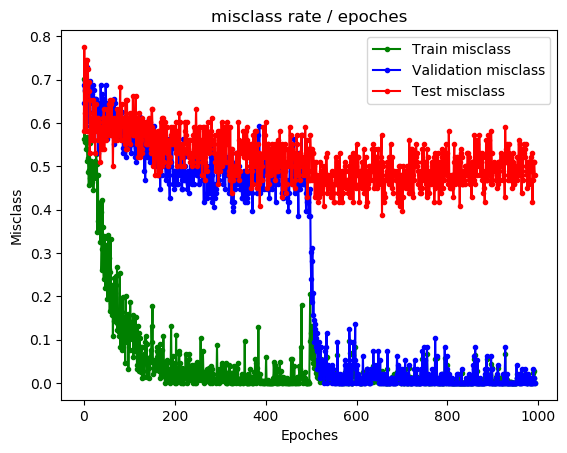 misclass rate / epoches
Train misclass
Validation misclass
Test misclass
Misclass
0.8
0.7
0.6
0.5
0.4
0.3
0.2
0.1
0.0
0 200 400 600 800 1000
Epoches